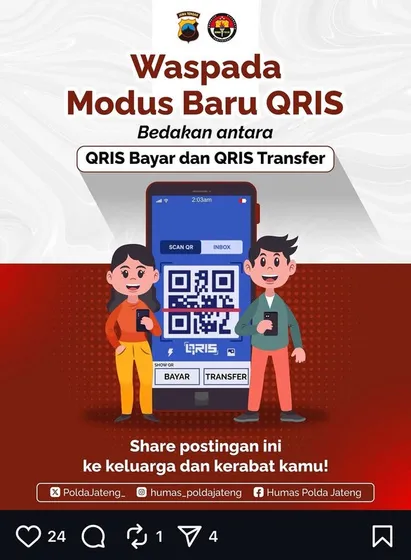 Waspada
Modus Baru QRIS
Bedakan antara
QRIS Bayar dan QRIS Transfer
2:03am
SCAN QR INBOX
QRIS
SHOW QR
BAYAR TRANSFER
Share postingan ini
ke keluarga dan kerabat kamu!
PoldaJateng_ humas_poldajateng Humas Polda Jateng
24 1 4